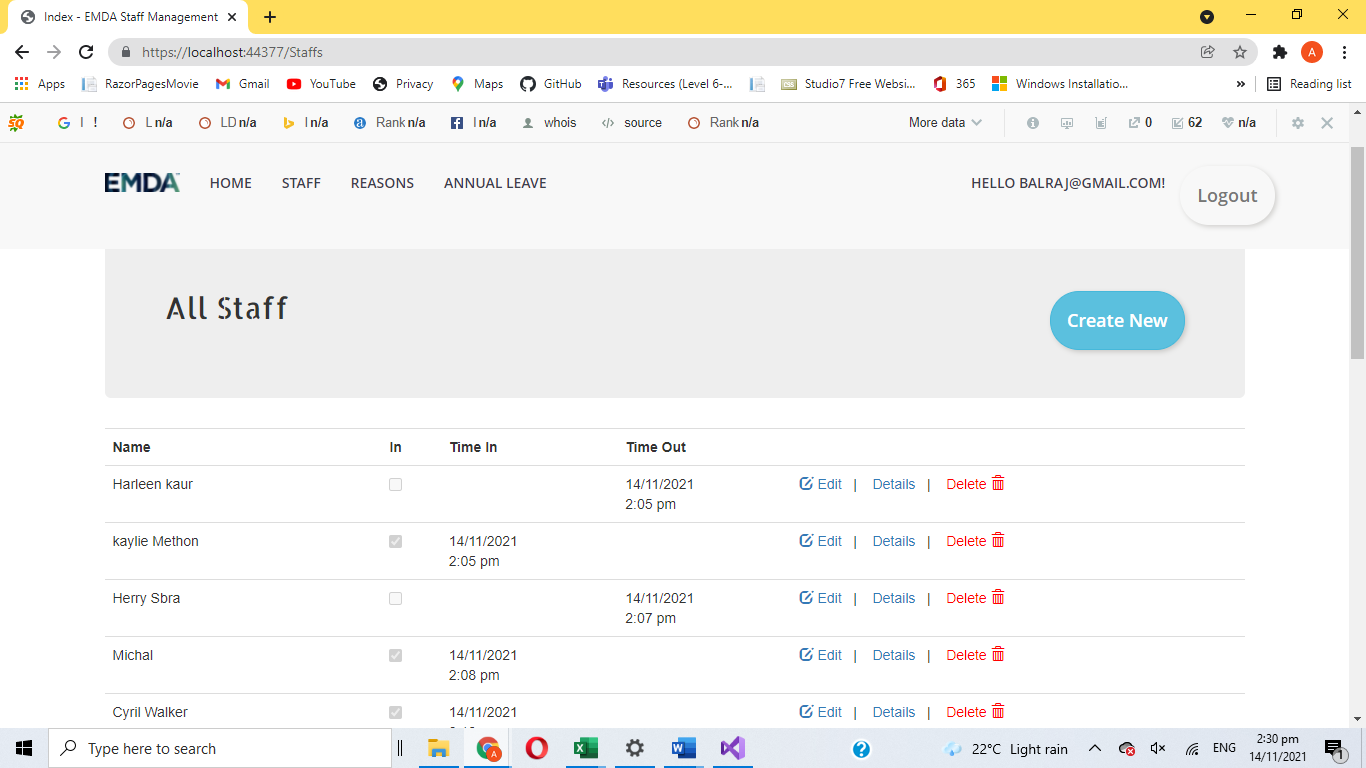 Index - EMDA Staff Management
https://localhost:44377/Staffs
A
Apps RazorPagesMovie Gmail YouTube Privacy Maps GitHub Resources (Level 6-... Studio7 Free Websi... 365 Windows Installatio... » Reading list
SQ I ! L n/a LD n/a I n/a Rank n/a I n/a whois source Rank n/a More data 0 62 n/a
EMDA HOME STAFF REASONS ANNUAL LEAVE HELLO BALRAJ@GMAIL.COM! Logout
All Staff
Create New
Name In Time In Time Out
Harleen kaur 14/11/2021 Edit | Details | Delete
2:05 pm
kaylie Methon 14/11/2021 Edit | Details | Delete
2:05 pm
Herry Sbra 14/11/2021 Edit | Details | Delete
2:07 pm
Michal 14/11/2021 Edit | Details | Delete
2:08 pm
Cyril Walker 14/11/2021 Edit | Details | Delete
Type here to search
22°C Light rain
ENG
2:30 pm
14/11/2021
1